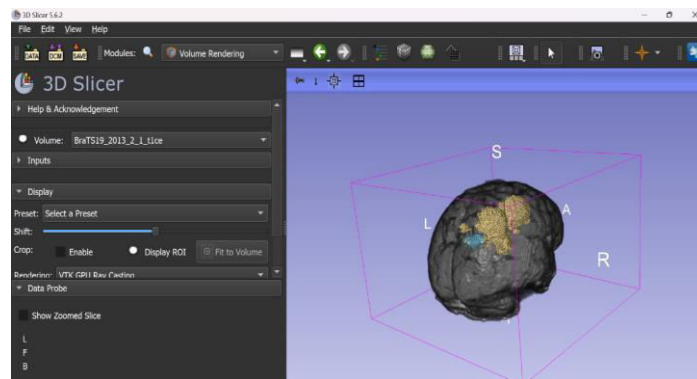 3D Slicer 5.6.2
File Edit View Help
DATA DCM SAVE Modules: Volume Rendering
3D Slicer
Help & Acknowledgement
Volume: BraTS19_2013_2_1_t1ce
Inputs
Display
Preset: Select a Preset
Shift:
Crop: Enable Display ROI Fit to Volume
Rendering: VTK GPU Ray Casting
Data Probe
Show Zoomed Slice
L
F
B
1
S
L
A
R